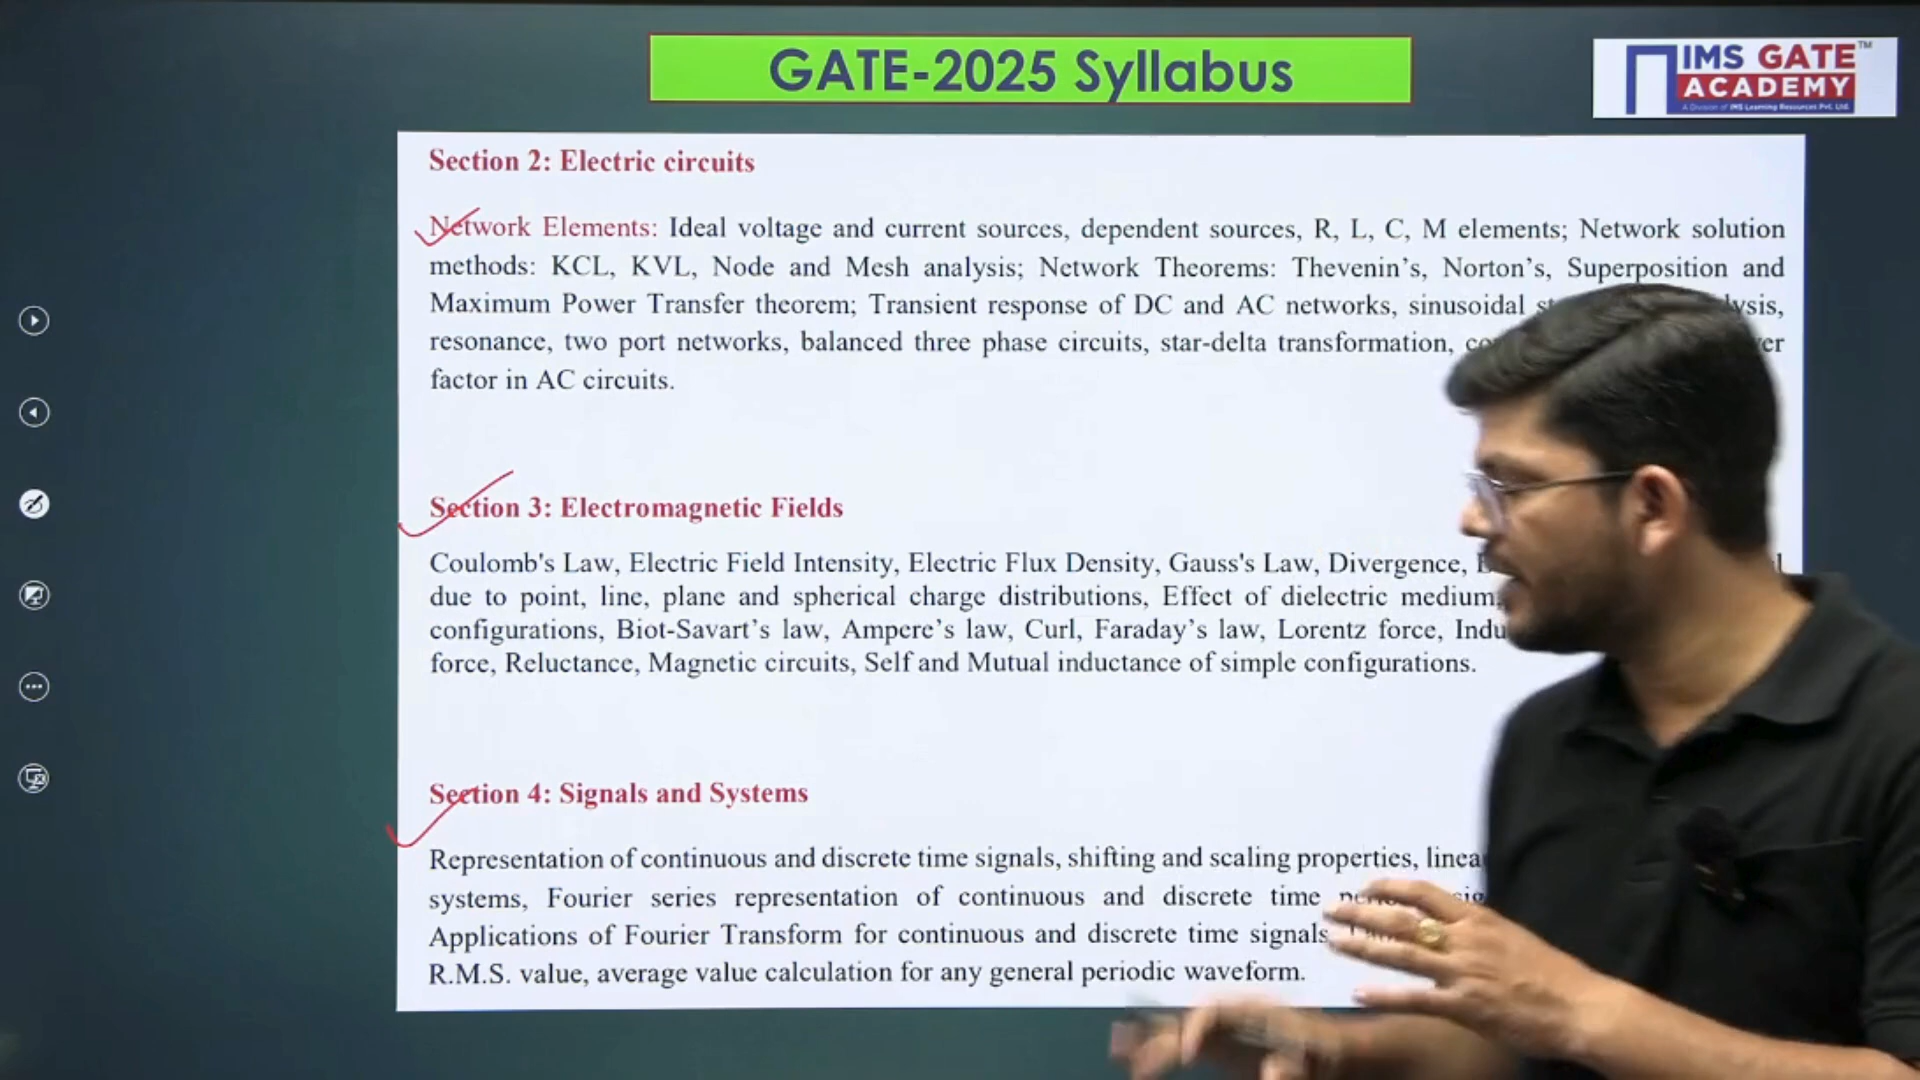 GATE-2025 Syllabus
IMS GATE™
ACADEMY
A Division of IMS Learning Resources Pvt. Ltd.
Section 2: Electric circuits
Network Elements: Ideal voltage and current sources, dependent sources, R, L, C, M elements; Network solution
methods: KCL, KVL, Node and Mesh analysis; Network Theorems: Thevenin's, Norton's, Superposition and
Maximum Power Transfer theorem; Transient response of DC and AC networks, sinusoidal
resonance, two port networks, balanced three phase circuits, star-delta transformation,
factor in AC circuits.
Section 3: Electromagnetic Fields
Coulomb's Law, Electric Field Intensity, Electric Flux Density, Gauss's Law, Divergence,
due to point, line, plane and spherical charge distributions, Effect of dielectric medium,
configurations, Biot-Savart's law, Ampere's law, Curl, Faraday's law, Lorentz force,
force, Reluctance, Magnetic circuits, Self and Mutual inductance of simple configurations.
Section 4: Signals and Systems
Representation of continuous and discrete time signals, shifting and scaling properties,
systems, Fourier series representation of continuous and discrete time
Applications of Fourier Transform for continuous and discrete time signals
R.M.S. value, average value calculation for any general periodic waveform.